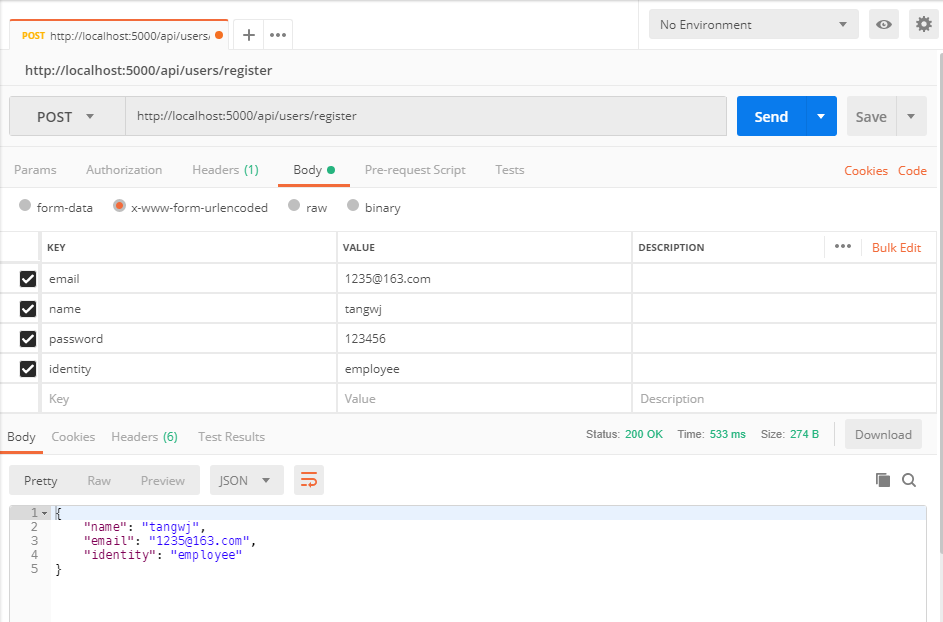 POST http://localhost:5000/api/users/ No Environment
http://localhost:5000/api/users/register
POST http://localhost:5000/api/users/register Send Save
Params Authorization Headers (1) Body Pre-request Script Tests Cookies Code
form-data x-www-form-urlencoded raw binary
KEY VALUE DESCRIPTION ••• Bulk Edit
email 1235@163.com
name tangwj
password 123456
identity employee
Key Value Description
Body Cookies Headers (6) Test Results Status: 200 OK Time: 533 ms Size: 274 B Download
Pretty Raw Preview JSON
1 {
2 "name": "tangwj",
3 "email": "1235@163.com",
4 "identity": "employee"
5 }